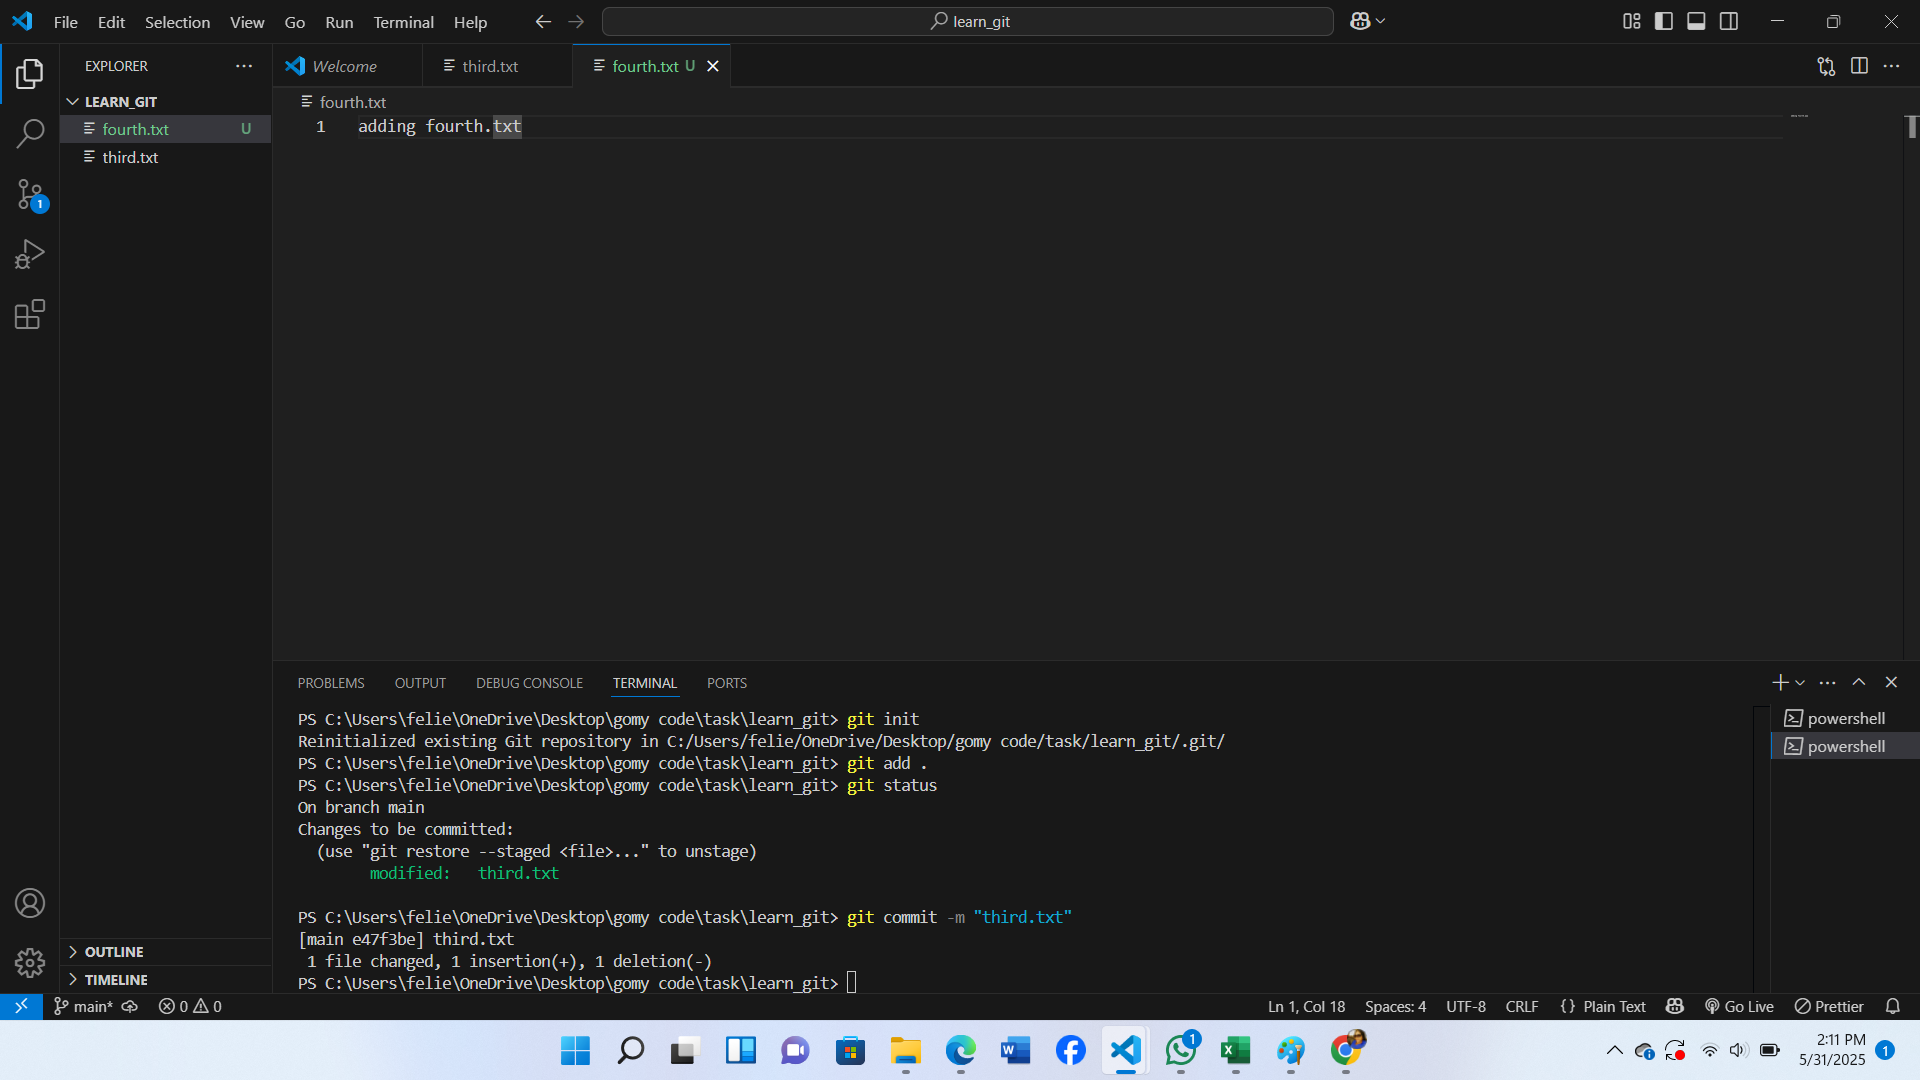 File Edit Selection View Go Run Terminal Help
learn_git
EXPLORER
Welcome
third.txt
fourth.txt U
LEARN_GIT
fourth.txt U
third.txt
fourth.txt
1 adding fourth.txt
1
OUTLINE
TIMELINE
PROBLEMS OUTPUT DEBUG CONSOLE TERMINAL PORTS
PS C:\Users\felie\OneDrive\Desktop\gomy code\task\learn_git> git init
Reinitialized existing Git repository in C:/Users/felie/OneDrive/Desktop/gomy code/task/learn_git/.git/
PS C:\Users\felie\OneDrive\Desktop\gomy code\task\learn_git> git add .
PS C:\Users\felie\OneDrive\Desktop\gomy code\task\learn_git> git status
On branch main
Changes to be committed:
(use "git restore --staged <file>..." to unstage)
modified: third.txt
PS C:\Users\felie\OneDrive\Desktop\gomy code\task\learn_git> git commit -m "third.txt"
[main e47f3be] third.txt
1 file changed, 1 insertion(+), 1 deletion(-)
PS C:\Users\felie\OneDrive\Desktop\gomy code\task\learn_git>
powershell
powershell
main* 0 0
Ln 1, Col 18 Spaces: 4 UTF-8 CRLF {} Plain Text Go Live Prettier
1
2:11 PM
5/31/2025
1